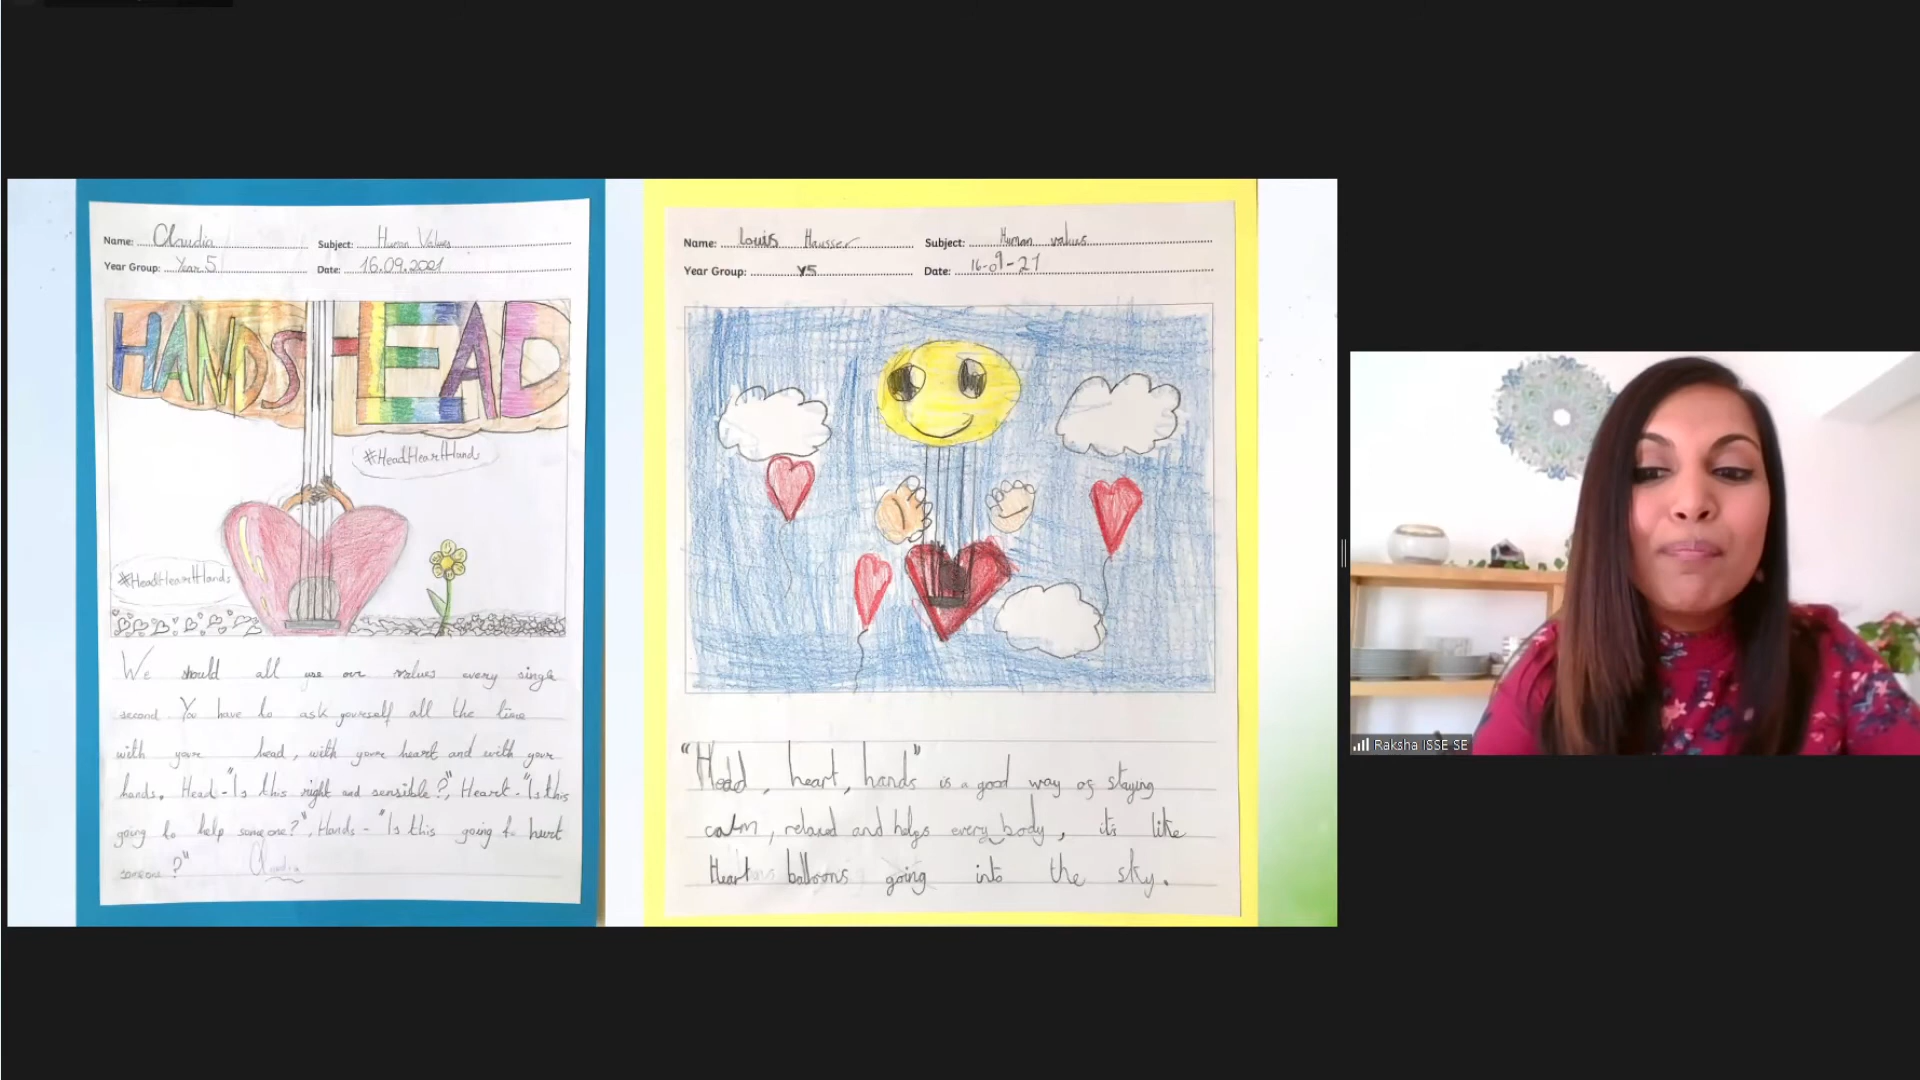 Name: Claudia Subject: Human Values
Year Group: Year 5 Date: 16.09.2021
HANDS HEAD
#HeadHeartHand
#HeadHeartHands
We should all use our values every single
second. You have to ask yourself all the time
with youre head, with youre heart and with your
hands. Head-"Is this right and sensible?", Heart-"Is this
going to help someone?", Hands-"Is this going to hurt
someone?" Claudia
Name: Louis Hausser Subject: Human values
Year Group: Y5 Date: 16-09-21
"Head, heart, hands" is a good way of staying
calm, relaxed and helps every body, it's like
Heart balloons going into the sky.
Raksha ISSE SE